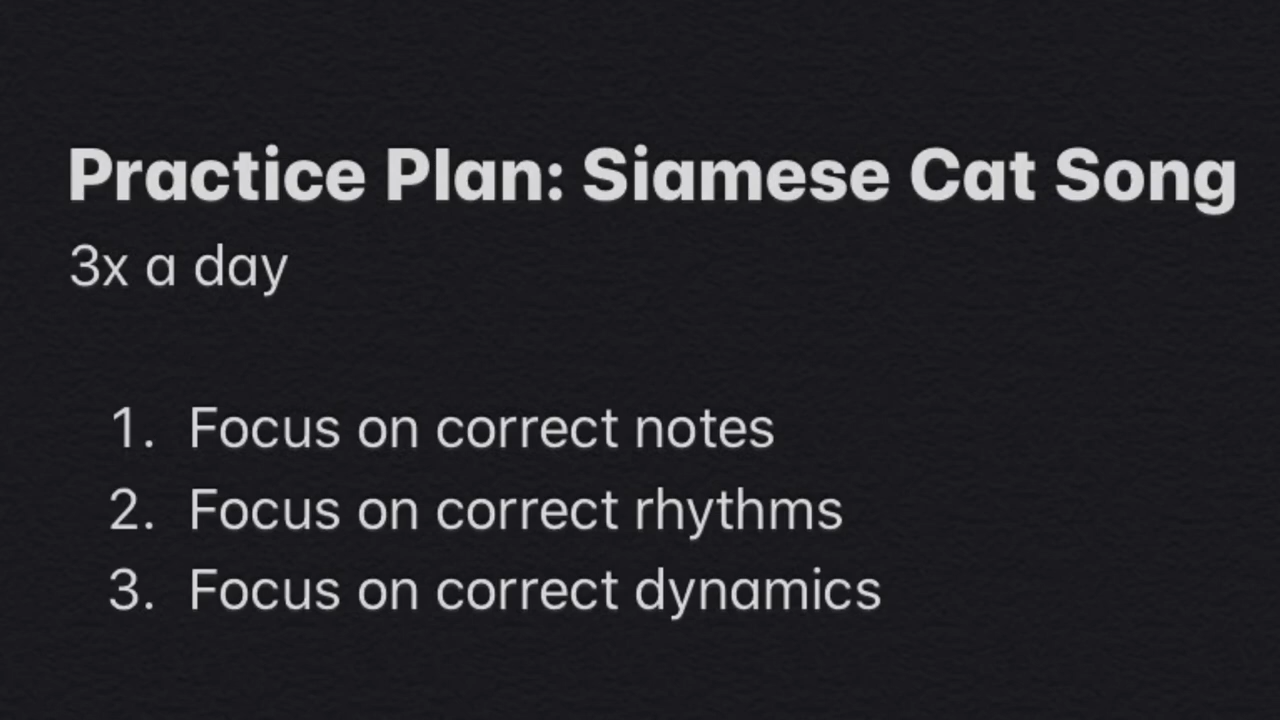 Practice Plan: Siamese Cat Song
3x a day
1. Focus on correct notes
2. Focus on correct rhythms
3. Focus on correct dynamics